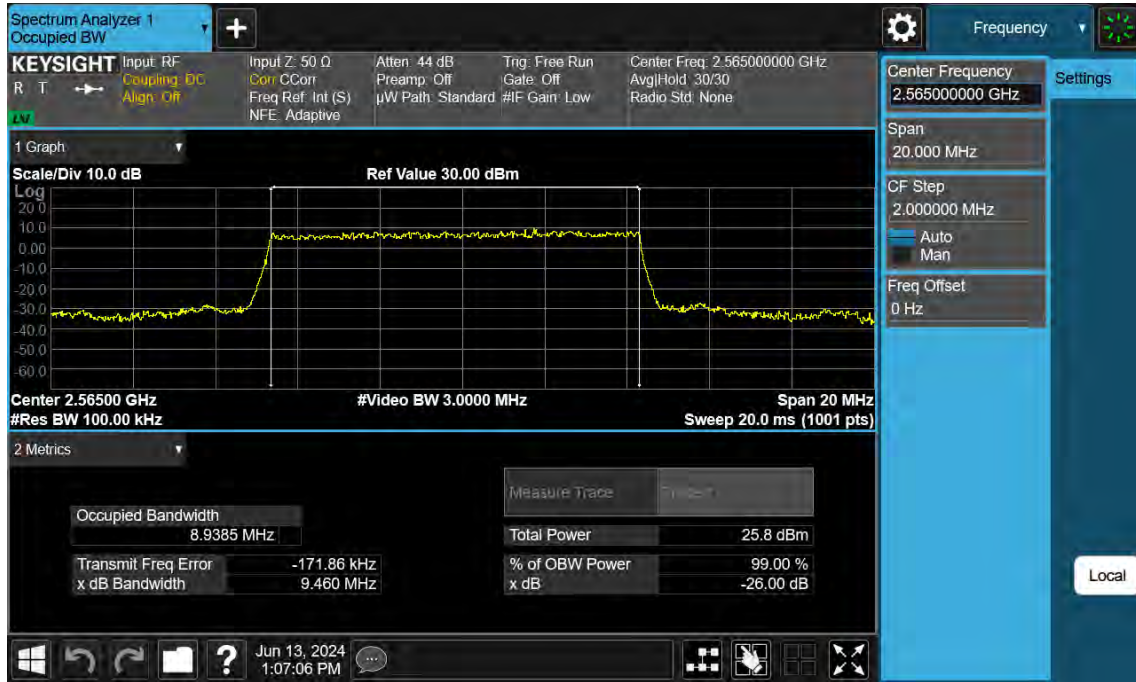 Spectrum Analyzer 1
Occupied BW
+
Frequency
KEYSIGHT
R T
LXI
Input: RF
Coupling: DC
Align: Off
Input Z: 50 Ω
Corr CCorr
Freq Ref: Int (S)
NFE: Adaptive
Atten: 44 dB
Preamp: Off
µW Path: Standard
Trig: Free Run
Gate: Off
#IF Gain: Low
Center Freq: 2.565000000 GHz
Avg|Hold: 30/30
Radio Std: None
Center Frequency
2.565000000 GHz
Settings
Span
20.000 MHz
CF Step
2.000000 MHz
Auto
Man
Freq Offset
0 Hz
Local
1 Graph
Scale/Div 10.0 dB
Ref Value 30.00 dBm
Log
20.0
10.0
0.00
-10.0
-20.0
-30.0
-40.0
-50.0
-60.0
Center 2.56500 GHz
#Video BW 3.0000 MHz
Span 20 MHz
#Res BW 100.00 kHz
Sweep 20.0 ms (1001 pts)
2 Metrics
Measure Trace
Occupied Bandwidth
8.9385 MHz
Total Power 25.8 dBm
Transmit Freq Error -171.86 kHz
% of OBW Power 99.00 %
x dB Bandwidth 9.460 MHz
x dB -26.00 dB
?
Jun 13, 2024
1:07:06 PM